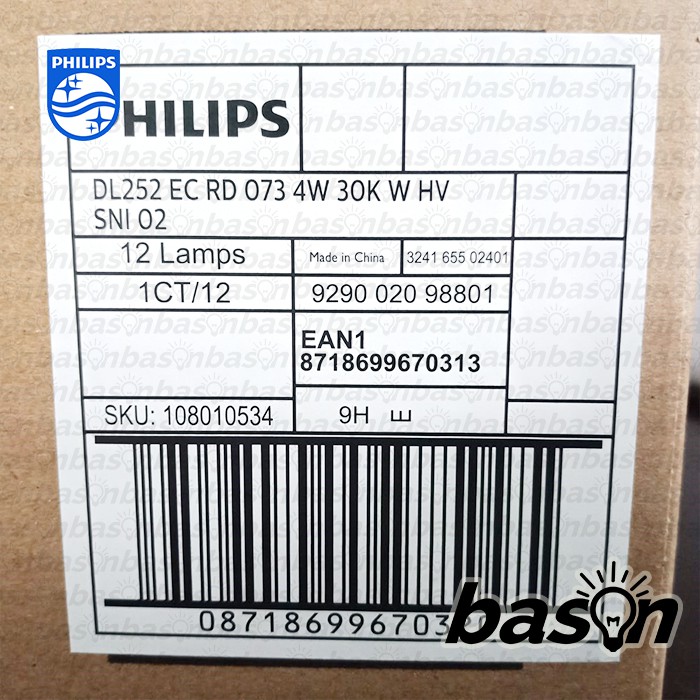 PHILIPS
PHILIPS
DL252 EC RD 073 4W 30K W HV
SNI 02
12 Lamps
Made in China
3241 655 02401
1CT/12
9290 020 98801
EAN1
8718699670313
SKU: 108010534
9H Ш
087186996703
bason